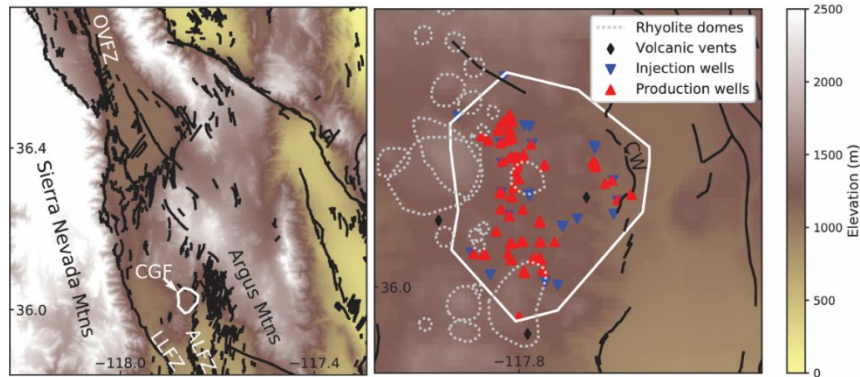 OVFZ
36.4
Sierra Nevada Mtns
CGF
Argus Mtns
36.0
LLFZ
ALFZ
−118.0
−117.4
Rhyolite domes
Volcanic vents
Injection wells
Production wells
CW
36.0
−117.8
2500
2000
1500
1000
500
0
Elevation (m)